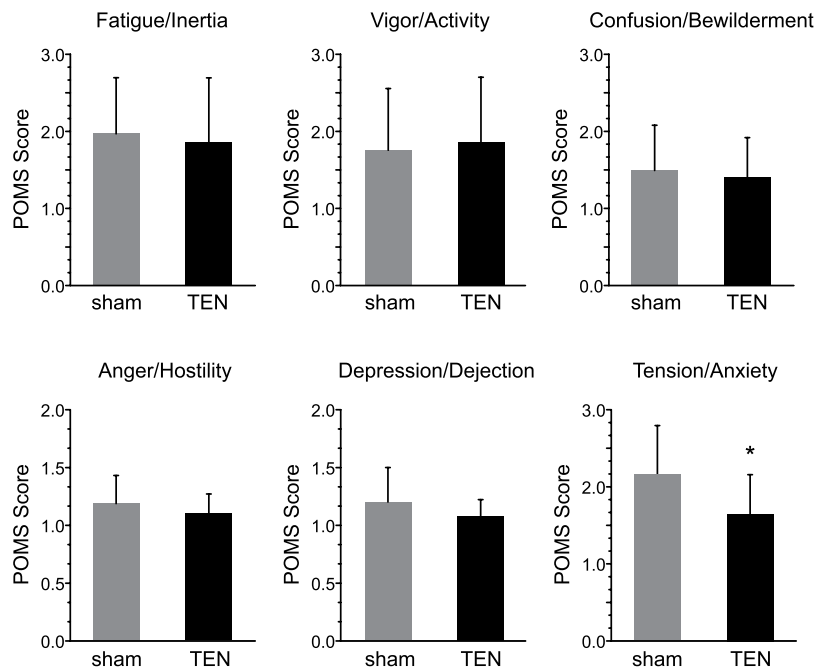 Fatigue/Inertia
Vigor/Activity
Confusion/Bewilderment
POMS Score
3.0
2.0
1.0
0.0
sham TEN
POMS Score
3.0
2.0
1.0
0.0
sham TEN
POMS Score
3.0
2.0
1.0
0.0
sham TEN
Anger/Hostility
Depression/Dejection
Tension/Anxiety
POMS Score
2.0
1.5
1.0
0.5
0.0
sham TEN
POMS Score
2.0
1.5
1.0
0.5
0.0
sham TEN
POMS Score
3.0
2.0
1.0
0.0
*
sham TEN